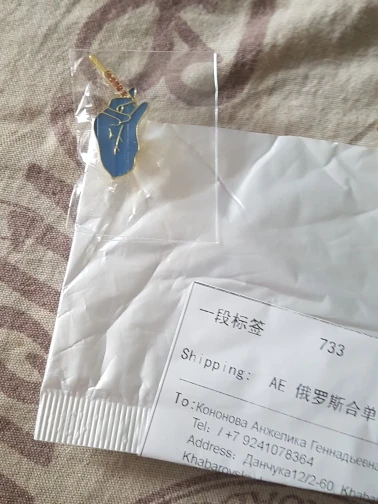 一段标签 733
Shipping: AE 俄罗斯合单
To:Кононова Анжелика Геннадьевна
Tel: /+7 9241078364
Address: Данчука12/2-60